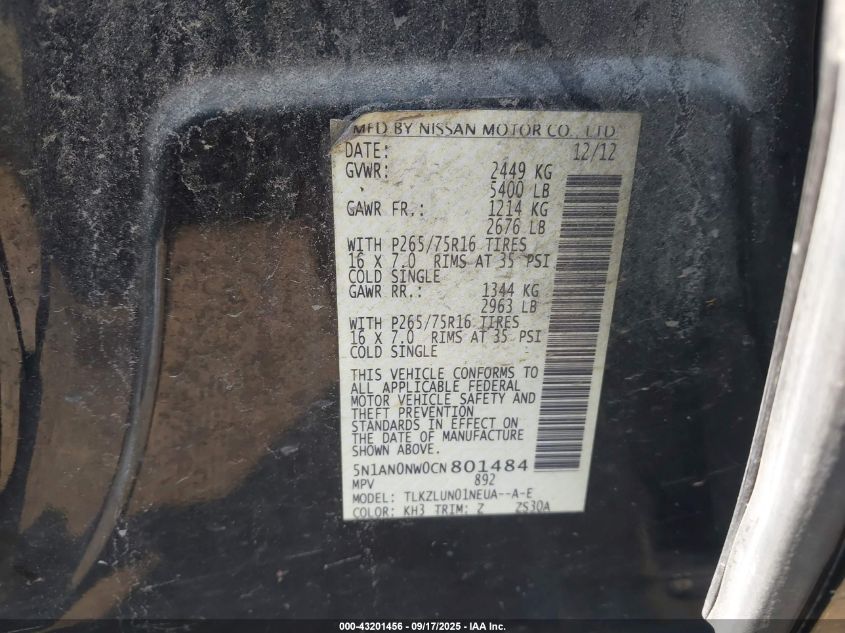 MFD BY NISSAN MOTOR CO., LTD.
DATE: 12/12
GVWR: 2449 KG
5400 LB
GAWR FR.: 1214 KG
2676 LB
WITH P265/75R16 TIRES
16 X 7.0 RIMS AT 35 PSI
COLD SINGLE
GAWR RR.: 1344 KG
2963 LB
WITH P265/75R16 TIRES
16 X 7.0 RIMS AT 35 PSI
COLD SINGLE
THIS VEHICLE CONFORMS TO
ALL APPLICABLE FEDERAL
MOTOR VEHICLE SAFETY AND
THEFT PREVENTION
STANDARDS IN EFFECT ON
THE DATE OF MANUFACTURE
5N1AN0NW0CN801484
MPV 892
MODEL: TLKZLUN01NEUA--A-E
COLOR: KH3 TRIM: Z ZS30A
000-43201456 - 09/17/2025 - IAA Inc.